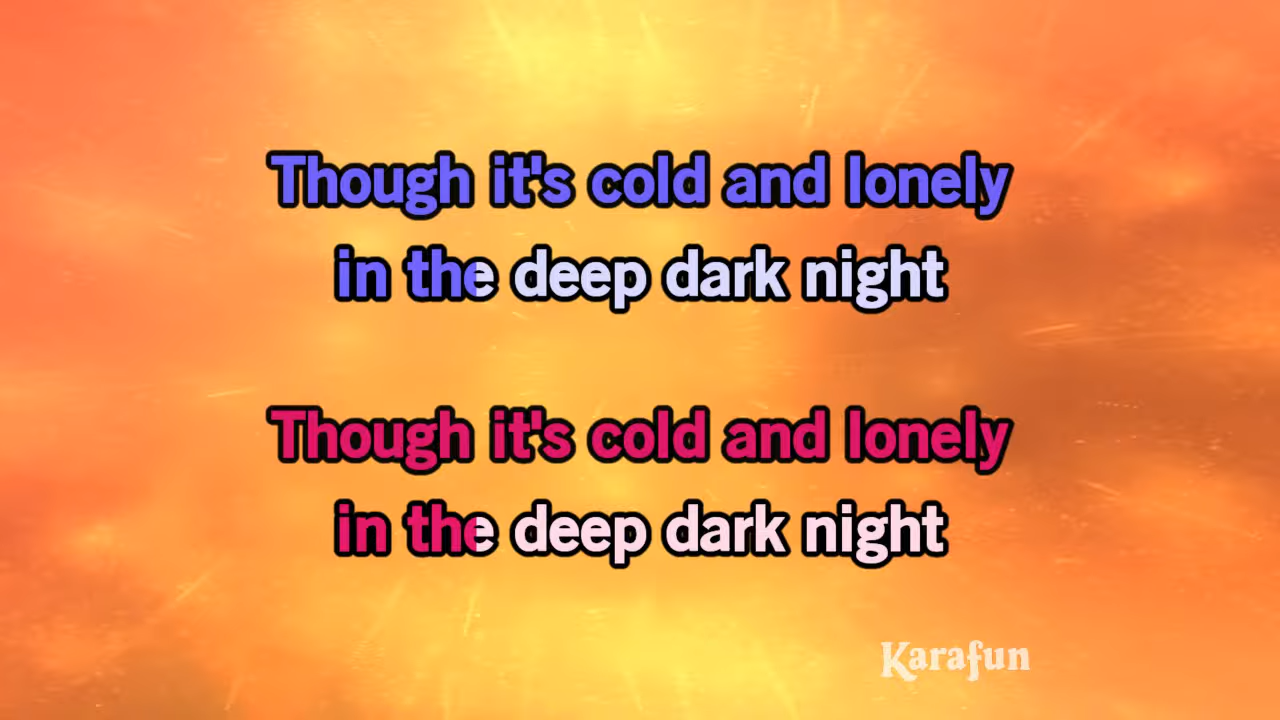 Though it's cold and lonely
in the deep dark night
Though it's cold and lonely
in the deep dark night
Karafun